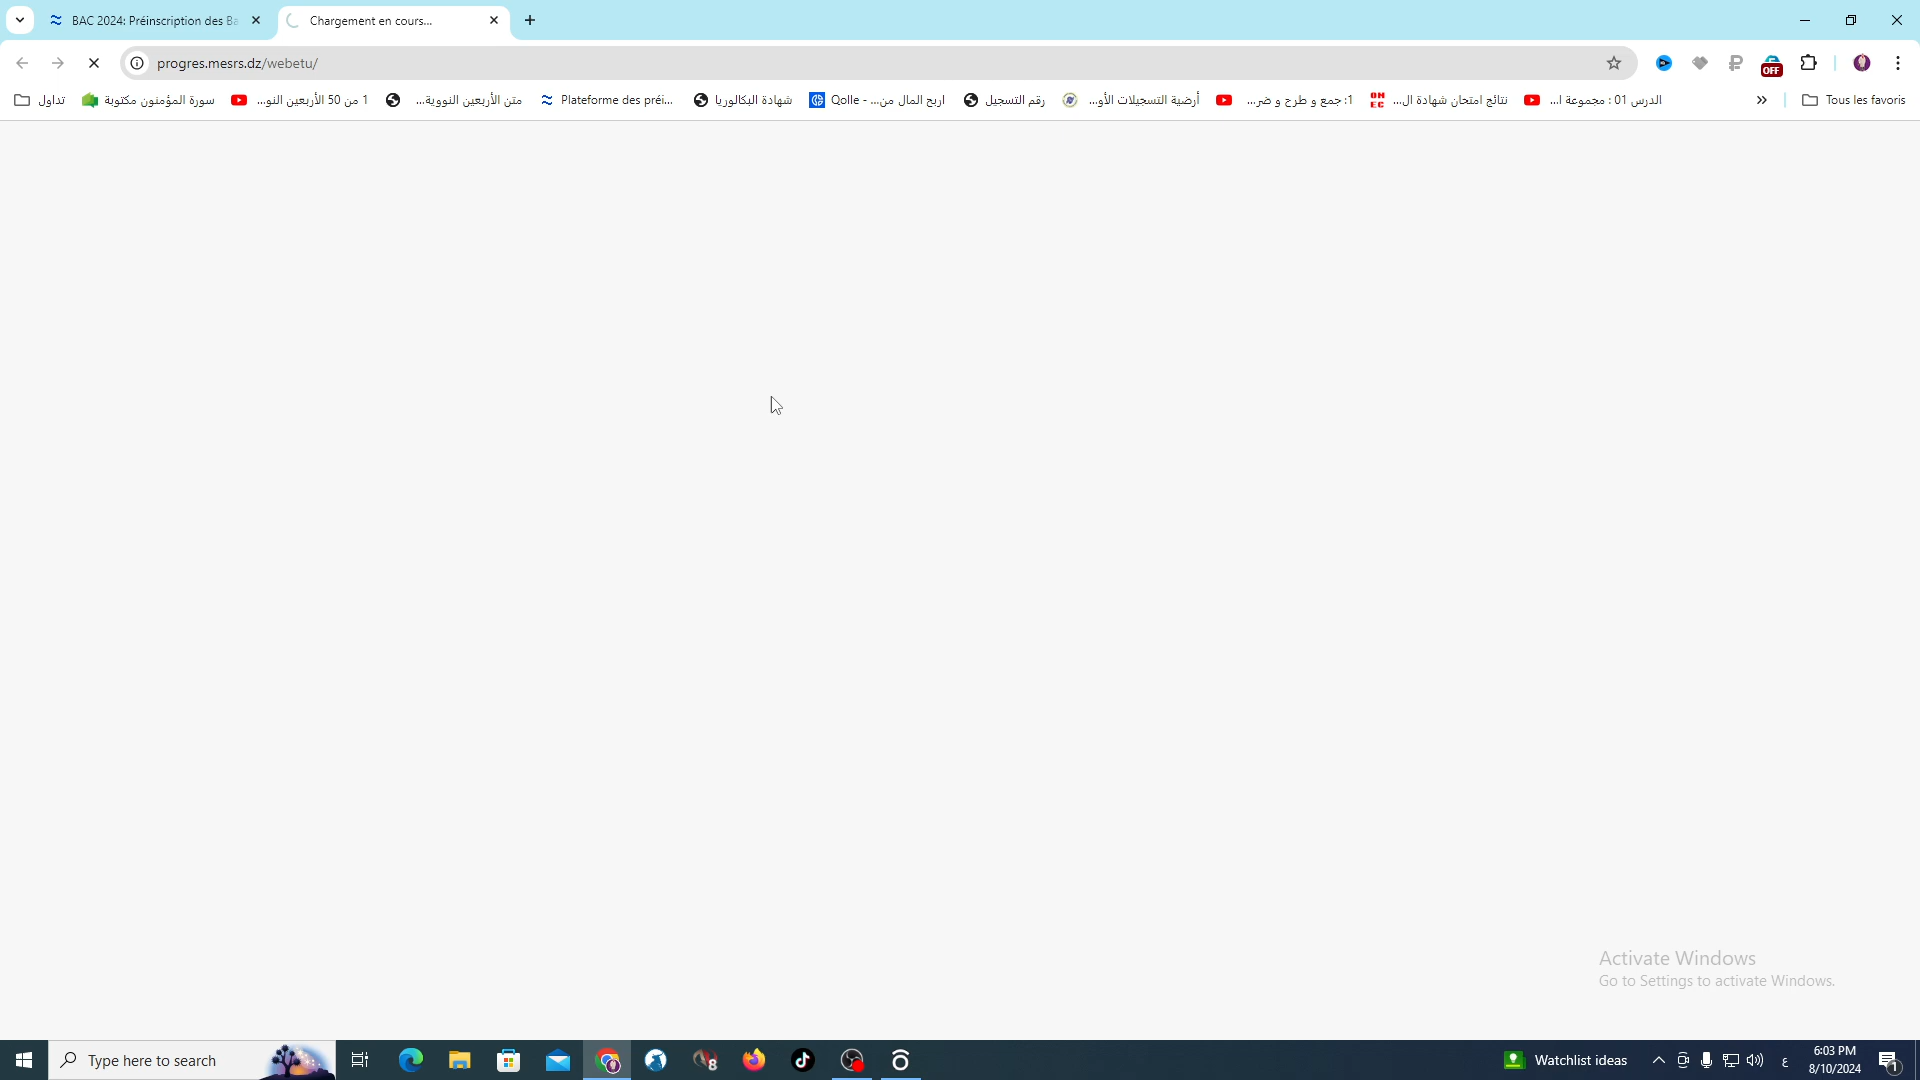 BAC 2024: Préinscription des Ba
Chargement en cours...
progres.mesrs.dz/webetu/
تداول
سورة المؤمنون مكتوبة
1 من 50 الأربعين النو...
متن الأربعين النووية...
Plateforme des préi...
شهادة البكالوريا
Qolle - اربح المال من...
رقم التسجيل
أرضية التسجيلات الأو...
1: جمع و طرح و ضر...
نتائج امتحان شهادة ال...
الدرس 01 : مجموعة ا...
Tous les favoris
OFF
Activate Windows
Go to Settings to activate Windows.
Type here to search
Watchlist ideas
ع
6:03 PM
8/10/2024
1